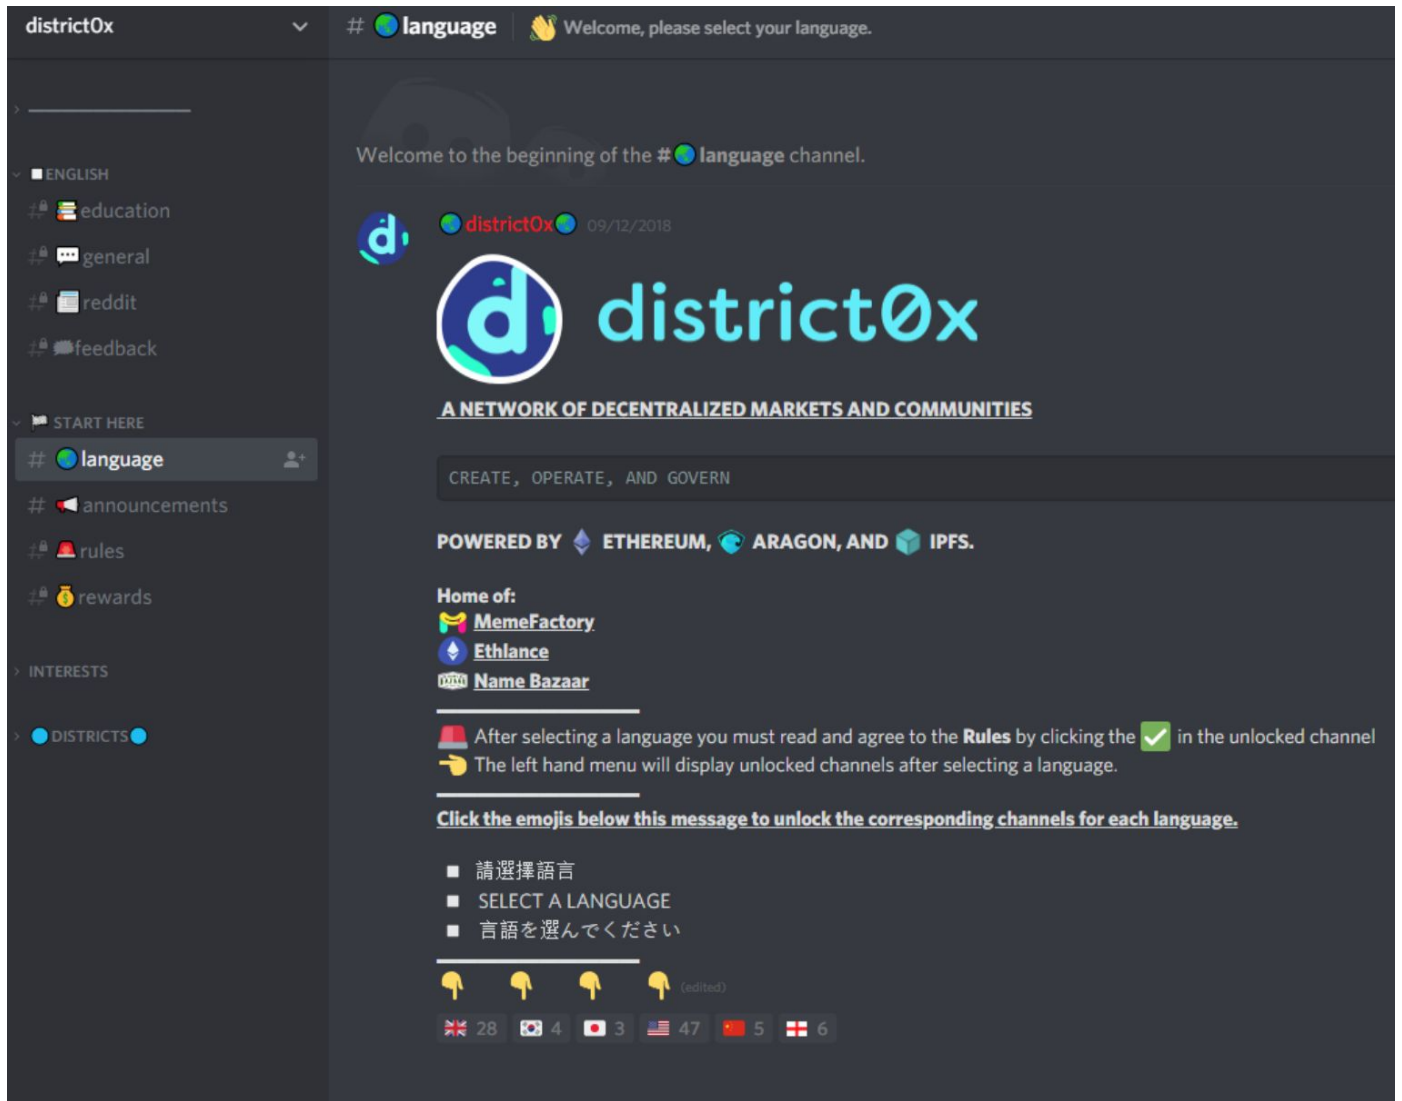 district0x
# language
Welcome, please select your language.
ENGLISH
education
general
reddit
feedback
START HERE
# language
# announcements
rules
rewards
INTERESTS
DISTRICTS
Welcome to the beginning of the # language channel.
district0x 09/12/2018
district0x
A NETWORK OF DECENTRALIZED MARKETS AND COMMUNITIES
CREATE, OPERATE, AND GOVERN
POWERED BY ETHEREUM, ARAGON, AND IPFS.
Home of:
MemeFactory
Ethlance
Name Bazaar
After selecting a language you must read and agree to the Rules by clicking the ✅ in the unlocked channel
The left hand menu will display unlocked channels after selecting a language.
Click the emojis below this message to unlock the corresponding channels for each language.
請選擇語言
SELECT A LANGUAGE
言語を選んでください
(edited)
28 4 3 47 5 6